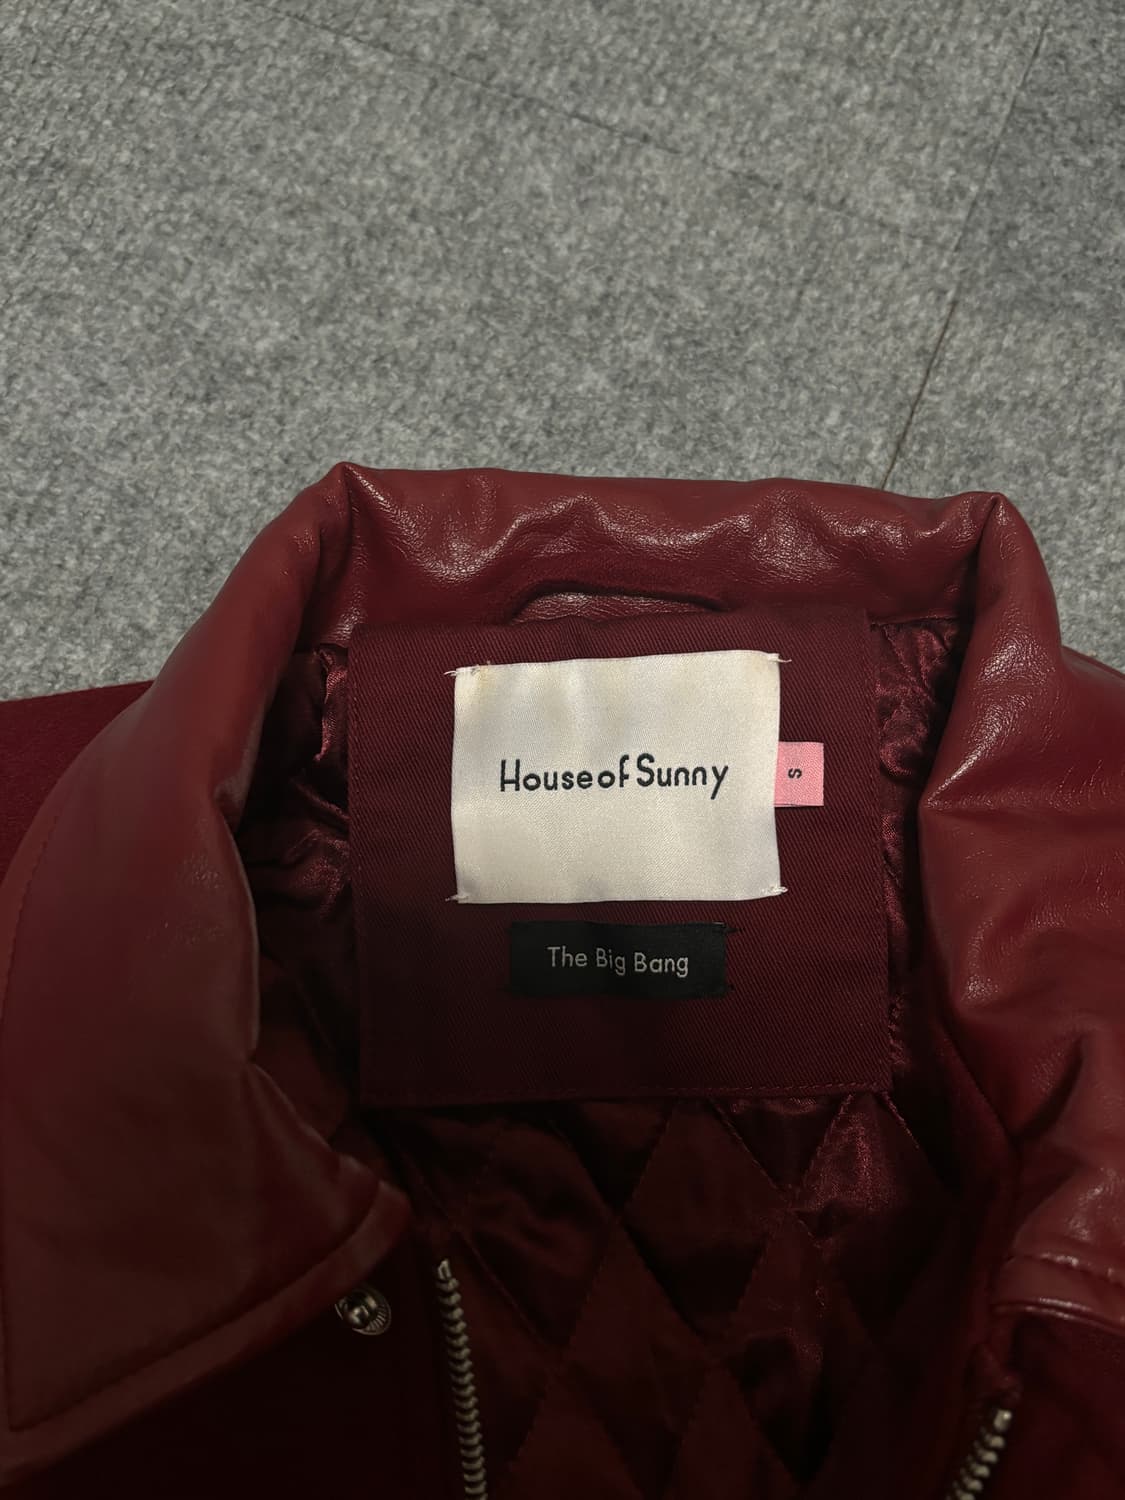 House of Sunny
S
The Big Bang